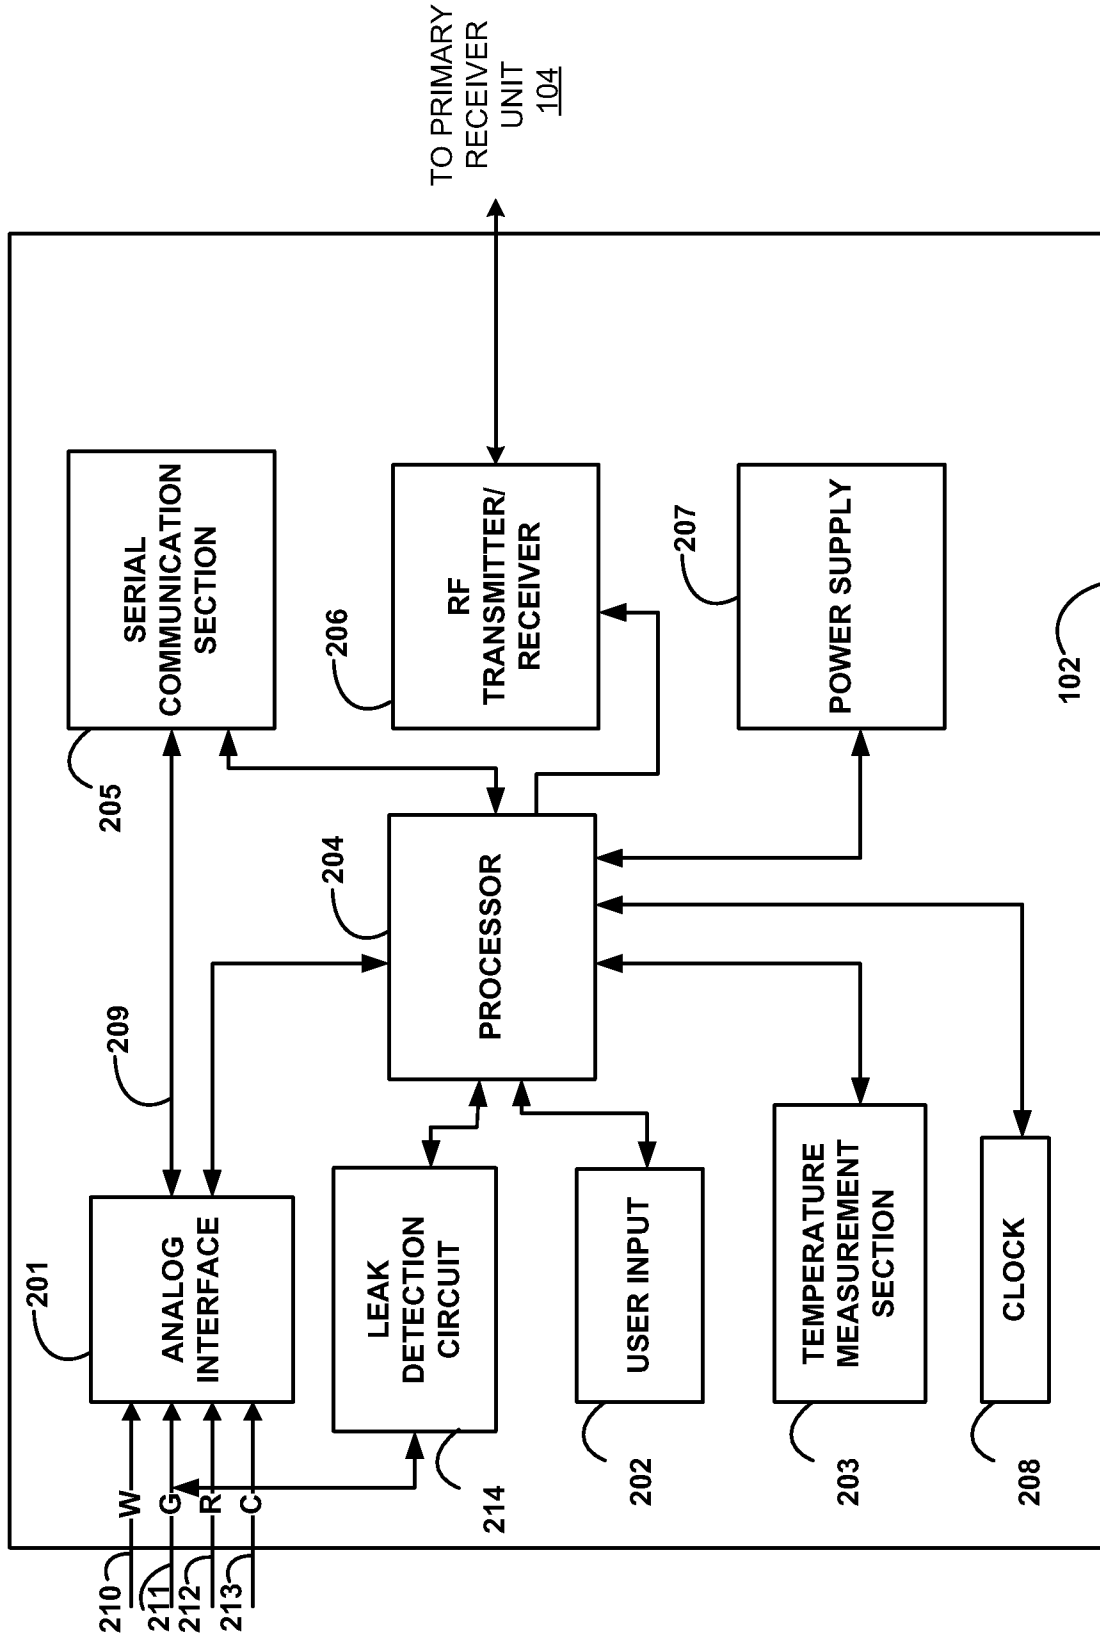 210
W
211
G
212
R
213
C
201
ANALOG
INTERFACE
209
205
SERIAL
COMMUNICATION
SECTION
214
LEAK
DETECTION
CIRCUIT
204
PROCESSOR
206
RF
TRANSMITTER/
RECEIVER
TO PRIMARY
RECEIVER
UNIT
104
202
USER INPUT
207
POWER SUPPLY
203
TEMPERATURE
MEASUREMENT
SECTION
208
CLOCK
102